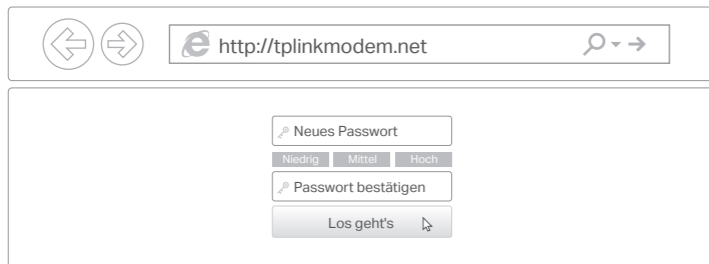 http://tplinkmodem.net
Neues Passwort
Niedrig Mittel Hoch
Passwort bestätigen
Los geht's